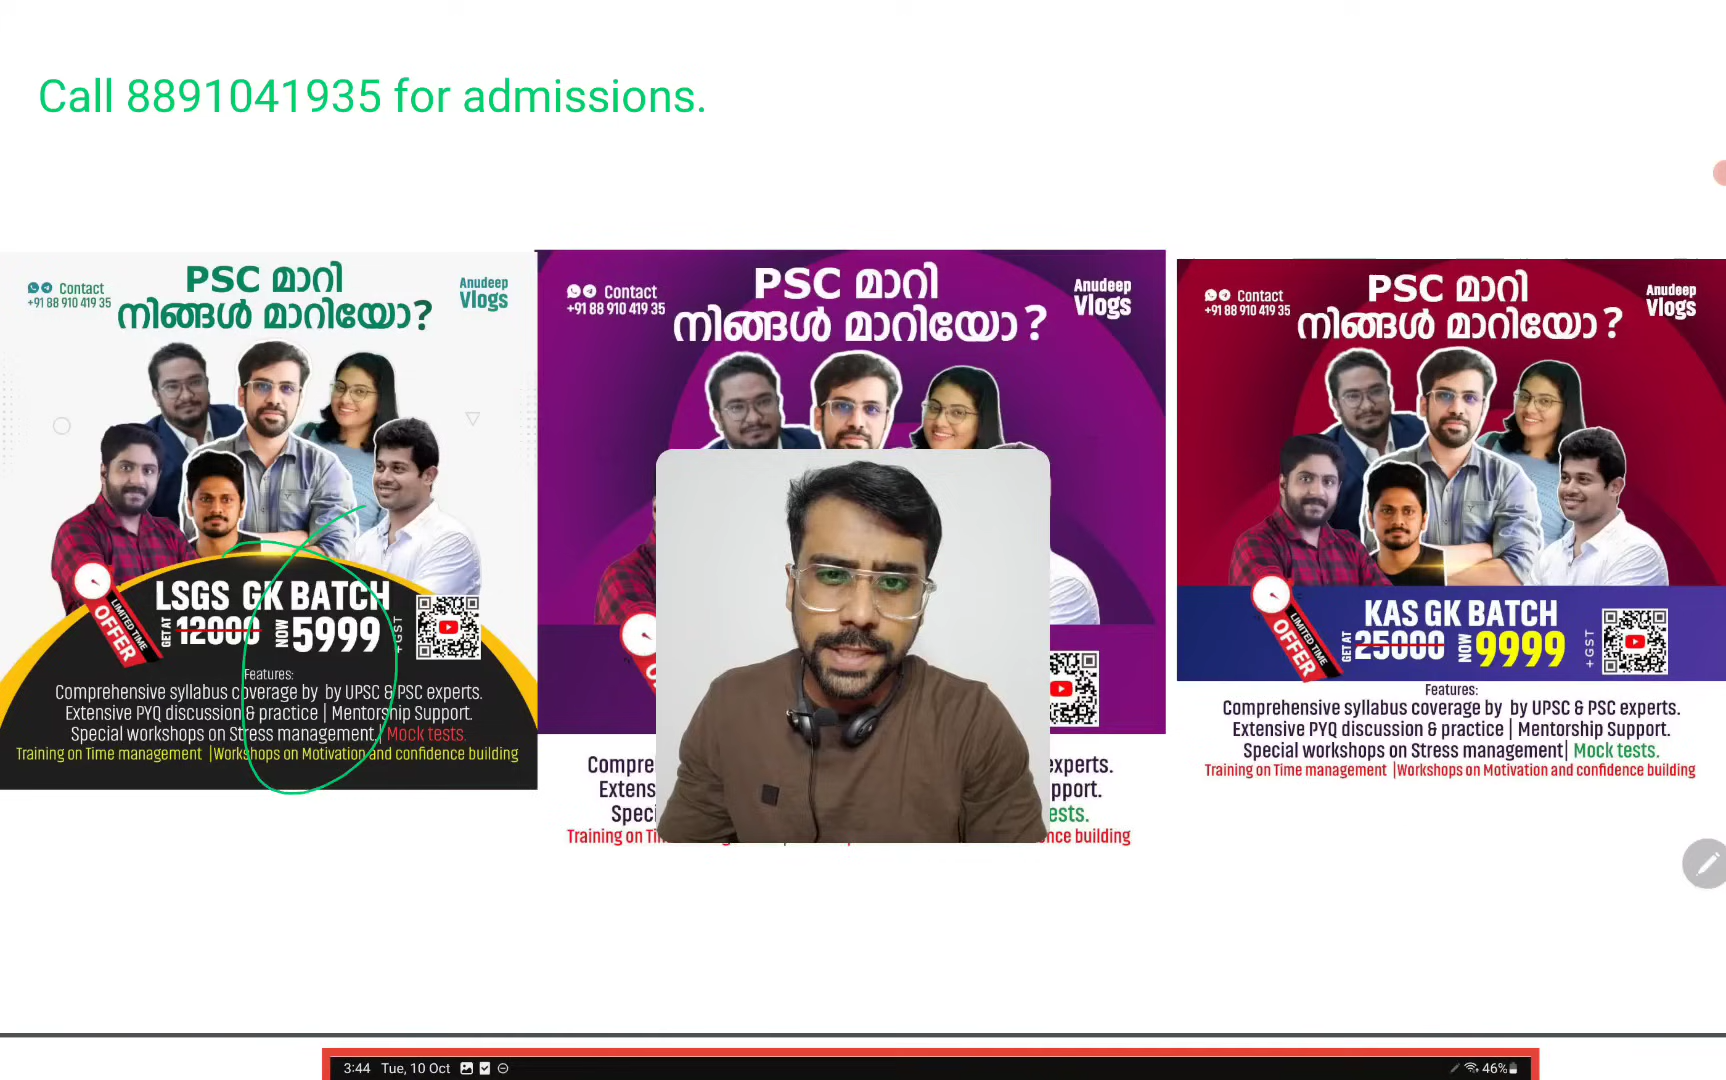 Call 8891041935 for admissions.
Contact
+91 88 910 419 35
PSC മാറി
നിങ്ങൾ മാറിയോ?
Anudeep
Vlogs
LIMITED TIME
OFFER
LSGS GK BATCH
GET AT 12000 NOW 5999 +GST
Features:
Comprehensive syllabus coverage by by UPSC & PSC experts.
Extensive PYQ discussion & practice | Mentorship Support.
Special workshops on Stress management.| Mock tests.
Training on Time management |Workshops on Motivation and confidence building
Contact
+91 88 910 419 35
PSC മാറി
നിങ്ങൾ മാറിയോ ?
Anudeep
Vlogs
Compre
experts.
Extens
pport.
Speci
ests.
Training on Tim
nce building
Contact
+91 88 910 419 35
PSC മാറി
നിങ്ങൾ മാറിയോ ?
Anudeep
Vlogs
LIMITED TIME
OFFER
KAS GK BATCH
GET AT 25000 NOW 9999 +GST
Features:
Comprehensive syllabus coverage by by UPSC & PSC experts.
Extensive PYQ discussion & practice | Mentorship Support.
Special workshops on Stress management| Mock tests.
Training on Time management |Workshops on Motivation and confidence building
3:44 Tue, 10 Oct
46%